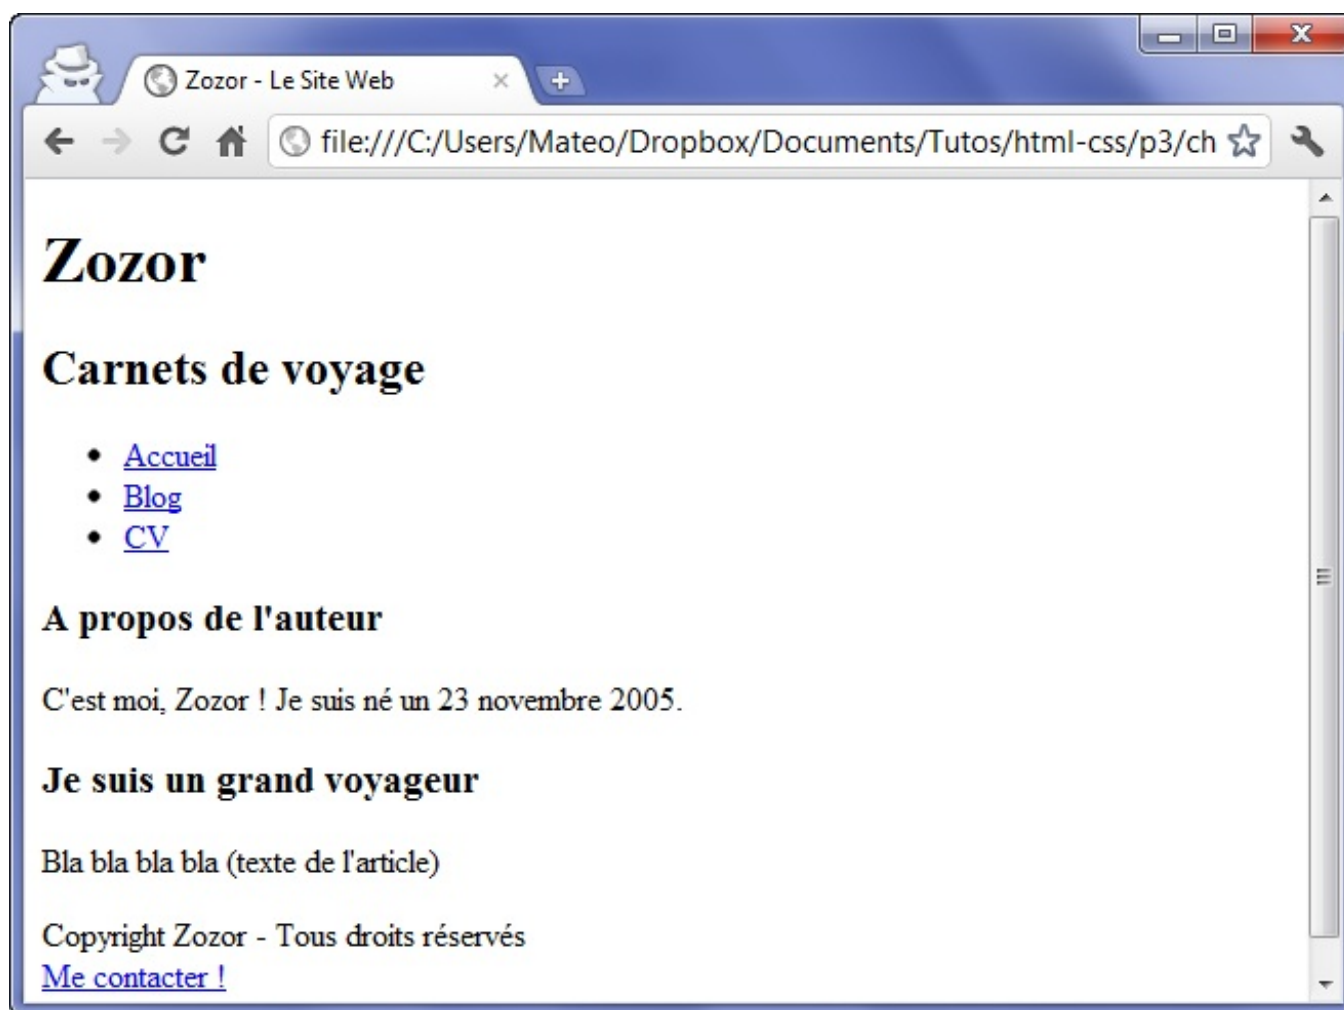 Zozor - Le Site Web
file:///C:/Users/Mateo/Dropbox/Documents/Tutos/html-css/p3/ch
Zozor
Carnets de voyage
Accueil
Blog
CV
A propos de l'auteur
C'est moi, Zozor ! Je suis né un 23 novembre 2005.
Je suis un grand voyageur
Bla bla bla bla (texte de l'article)
Copyright Zozor - Tous droits réservés
Me contacter !